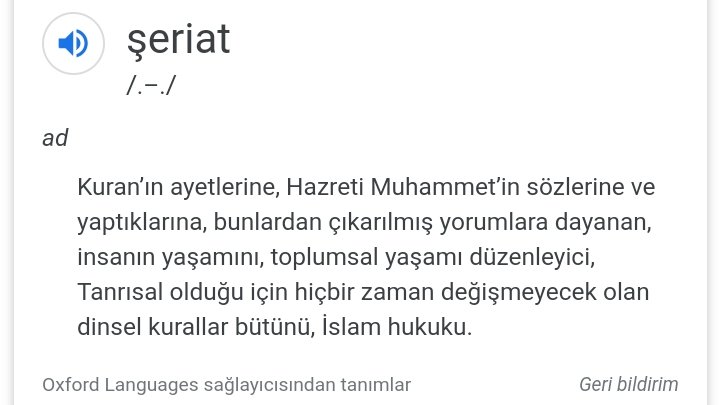 şeriat
/.–./
ad
Kuran’ın ayetlerine, Hazreti Muhammet’in sözlerine ve
yaptıklarına, bunlardan çıkarılmış yorumlara dayanan,
insanın yaşamını, toplumsal yaşamı düzenleyici,
Tanrısal olduğu için hiçbir zaman değişmeyecek olan
dinsel kurallar bütünü, İslam hukuku.
Oxford Languages sağlayıcısından tanımlar Geri bildirim